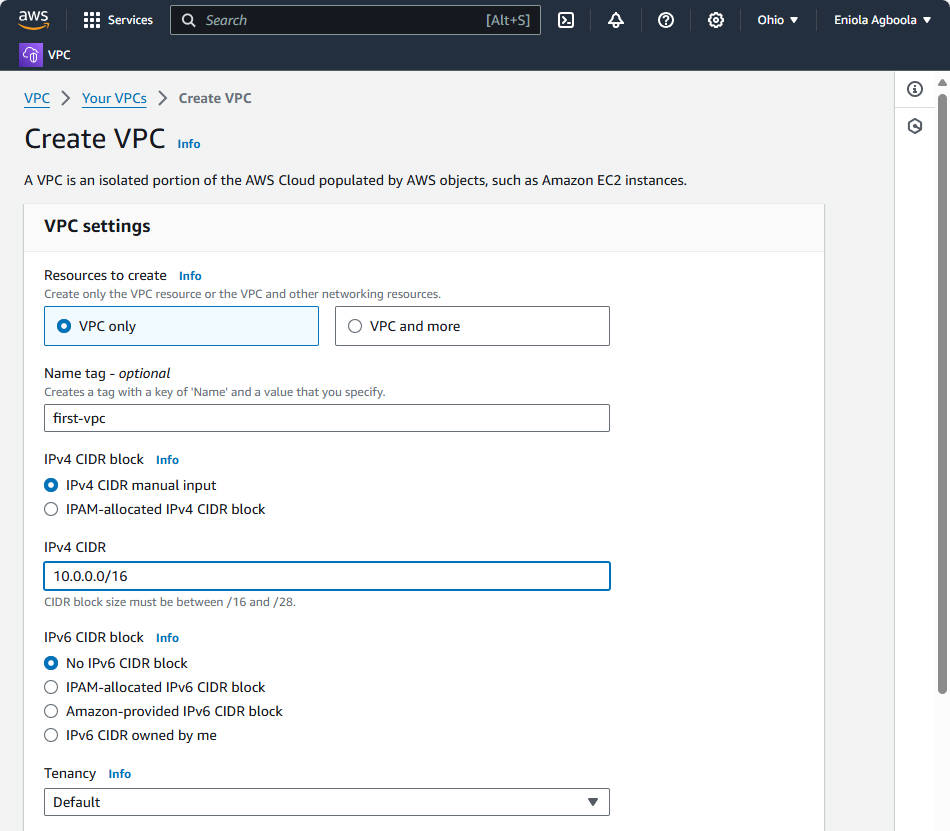 aws Services Search [Alt+S] Ohio Eniola Agboola
VPC
VPC Your VPCs Create VPC
Create VPC Info
A VPC is an isolated portion of the AWS Cloud populated by AWS objects, such as Amazon EC2 instances.
VPC settings
Resources to create Info
Create only the VPC resource or the VPC and other networking resources.
VPC only VPC and more
Name tag - optional
Creates a tag with a key of 'Name' and a value that you specify.
first-vpc
IPv4 CIDR block Info
IPv4 CIDR manual input
IPAM-allocated IPv4 CIDR block
IPv4 CIDR
10.0.0.0/16
CIDR block size must be between /16 and /28.
IPv6 CIDR block Info
No IPv6 CIDR block
IPAM-allocated IPv6 CIDR block
Amazon-provided IPv6 CIDR block
IPv6 CIDR owned by me
Tenancy Info
Default